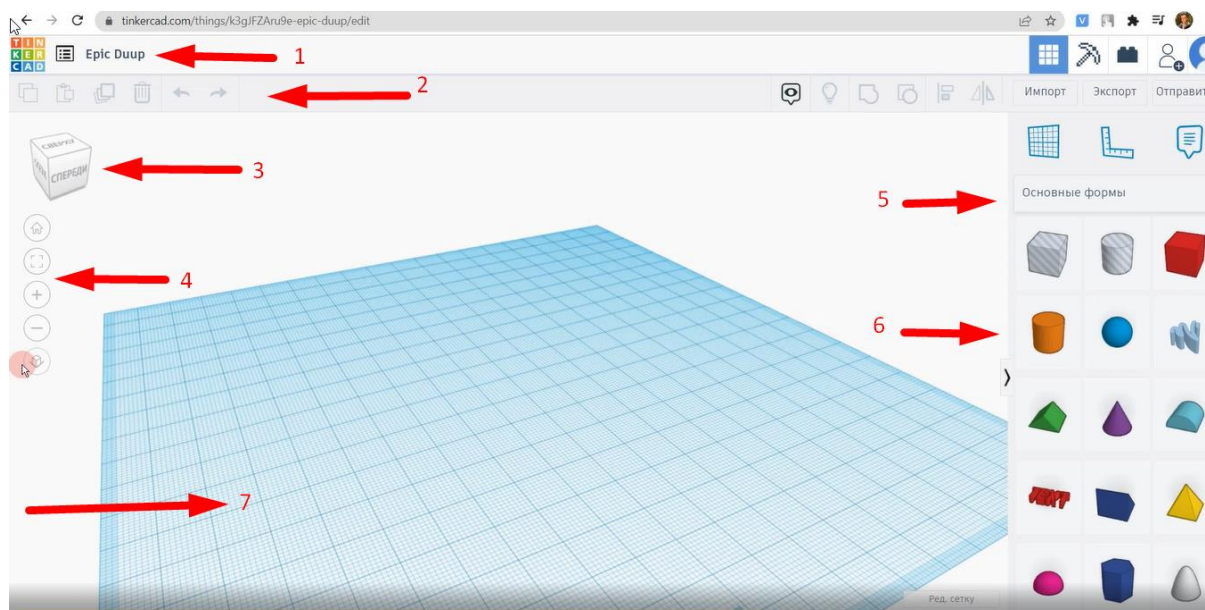 tinkercad.com/things/k3gJFZAru9e-epic-duup/edit
TIN
KER
CAD
Epic Duup
1
2
Импорт
Экспорт
Отправит
СВЕРХУ
СПЕРЕДИ
3
5
Основные формы
4
6
7
TEXT
Ред. сетку